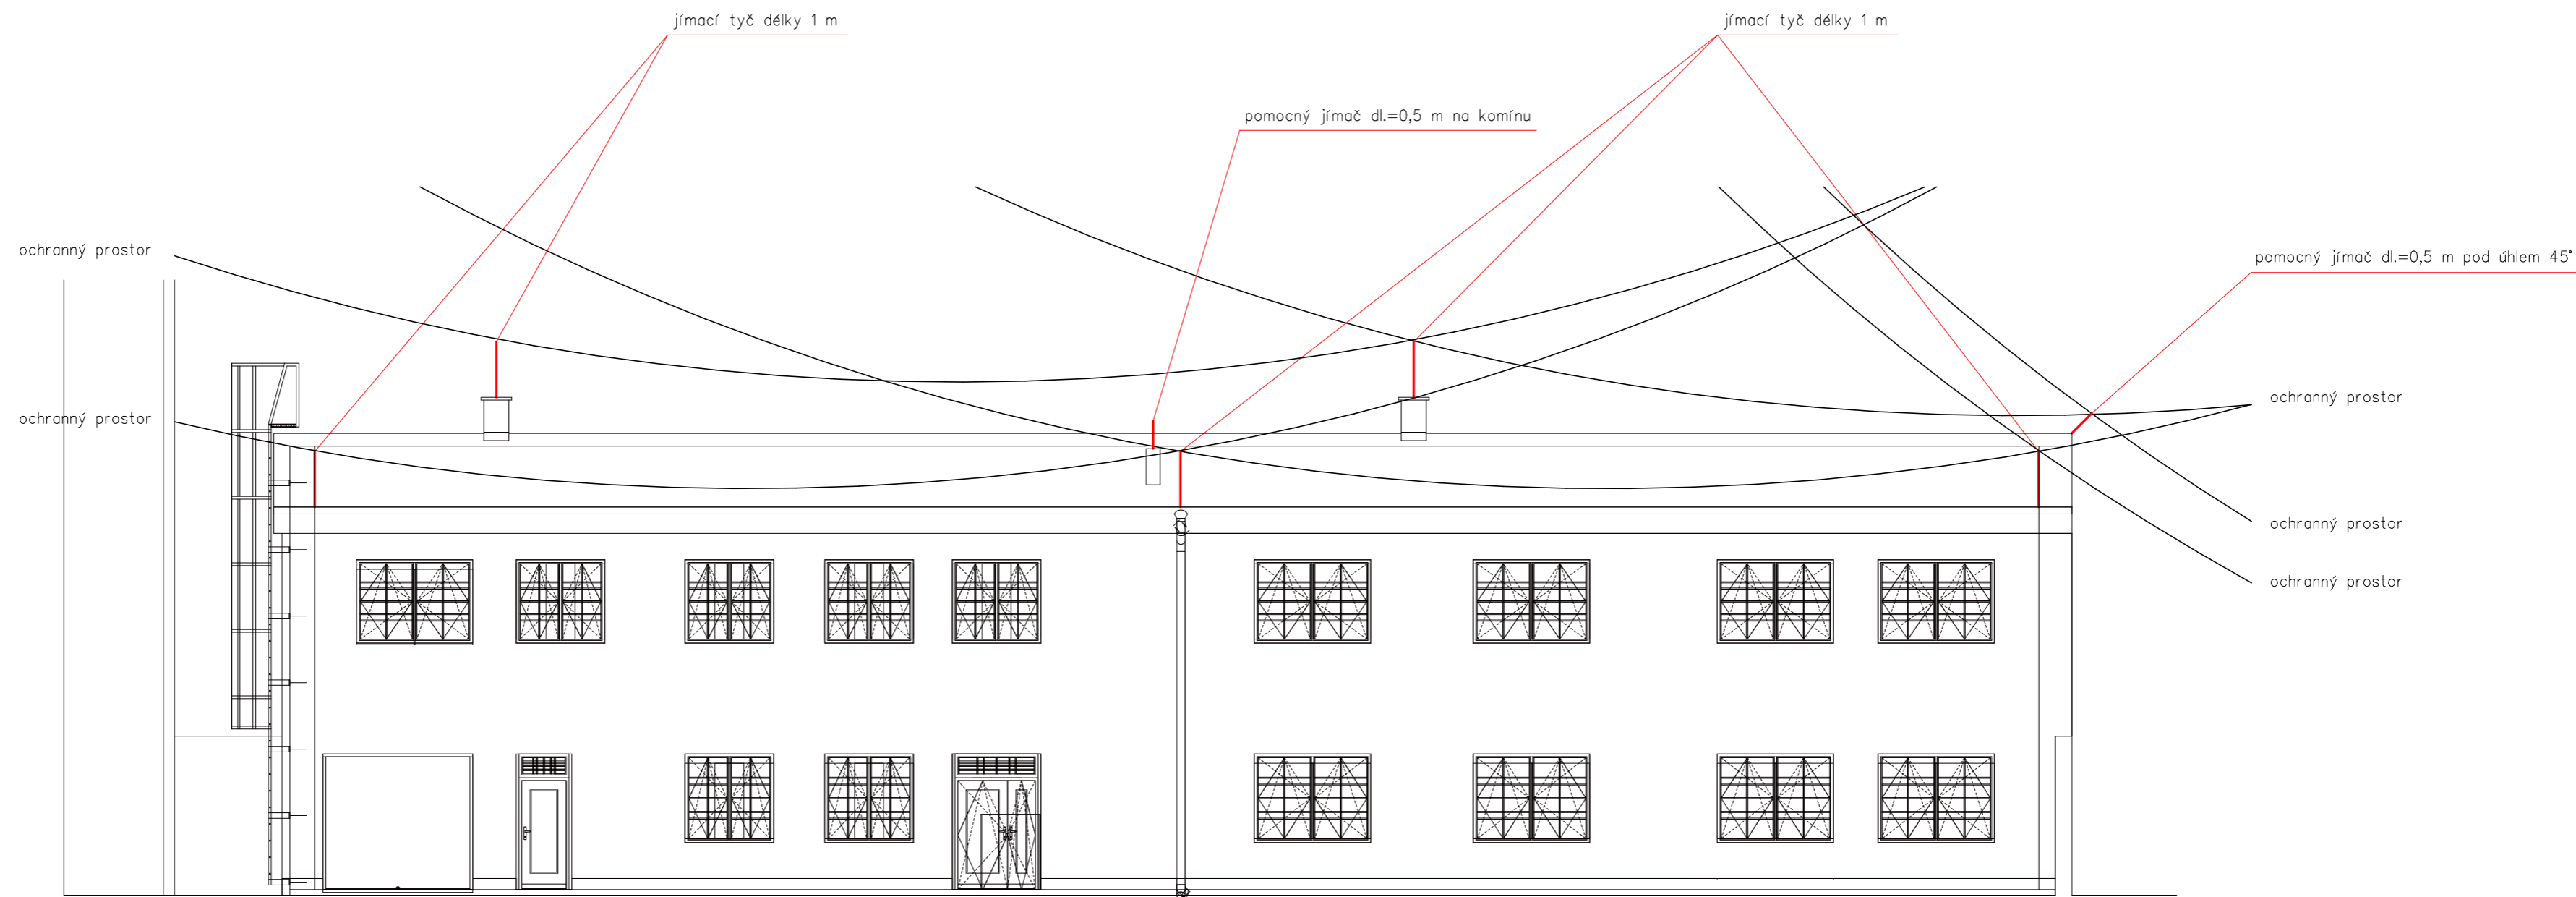 jímací tyč délky 1 m
jímací tyč délky 1 m
pomocný jímač dl.=0,5 m na komínu
ochranný prostor
pomocný jímač dl.=0,5 m pod úhlem 45°
ochranný prostor
ochranný prostor
ochranný prostor
ochranný prostor